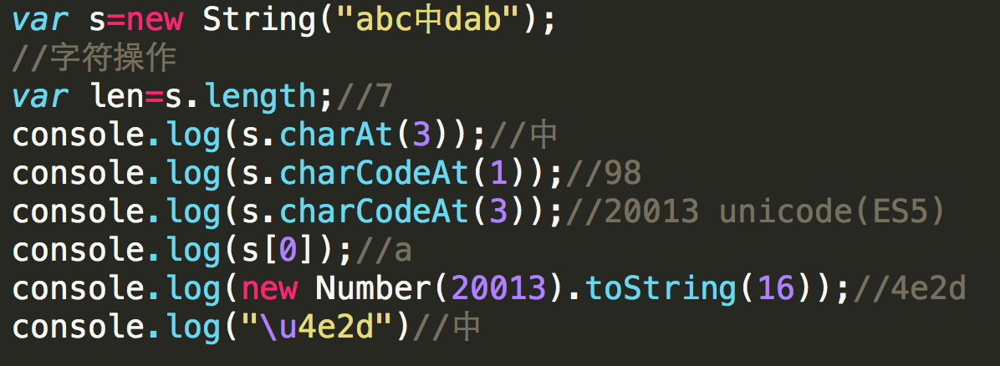 var s=new String("abc中dab");
//字符操作
var len=s.length;//7
console.log(s.charAt(3));//中
console.log(s.charCodeAt(1));//98
console.log(s.charCodeAt(3));//20013 unicode(ES5)
console.log(s[0]);//a
console.log(new Number(20013).toString(16));//4e2d
console.log("\u4e2d")//中